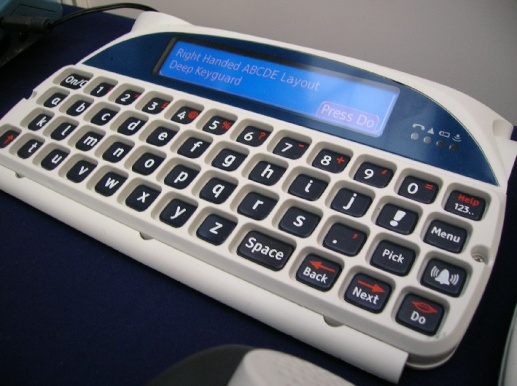 Right Handed ABCDE Layout
Deep Keyguard
Press Do
On/C 1 2 3 4 5 6 7 8 9 0 Help 123..
a b c d e f g h i j ! Menu
k l m n o p q r s . ' Pick
t u v w x y z Space Back Next Do